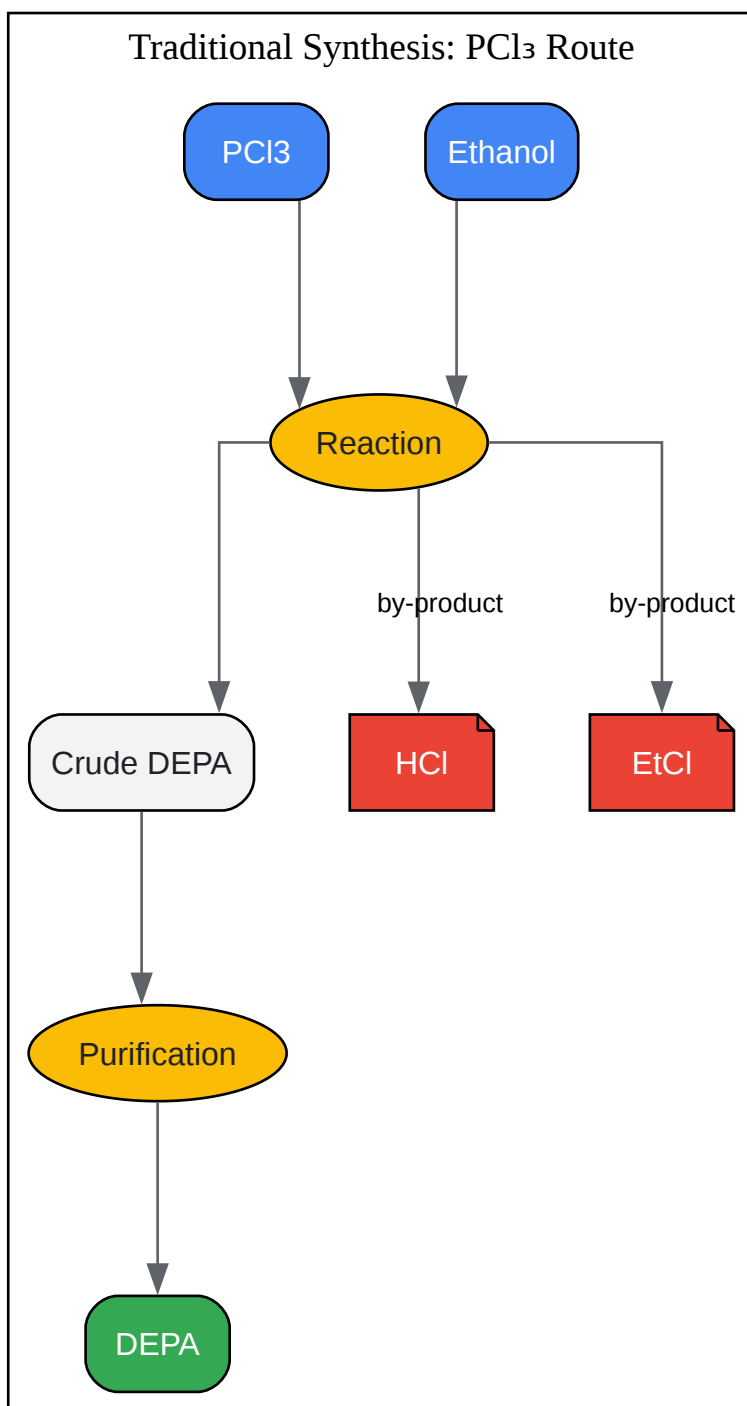 Traditional Synthesis: PCl₃ Route
PCl3
Ethanol
Reaction
by-product
by-product
Crude DEPA
HCl
EtCl
Purification
DEPA